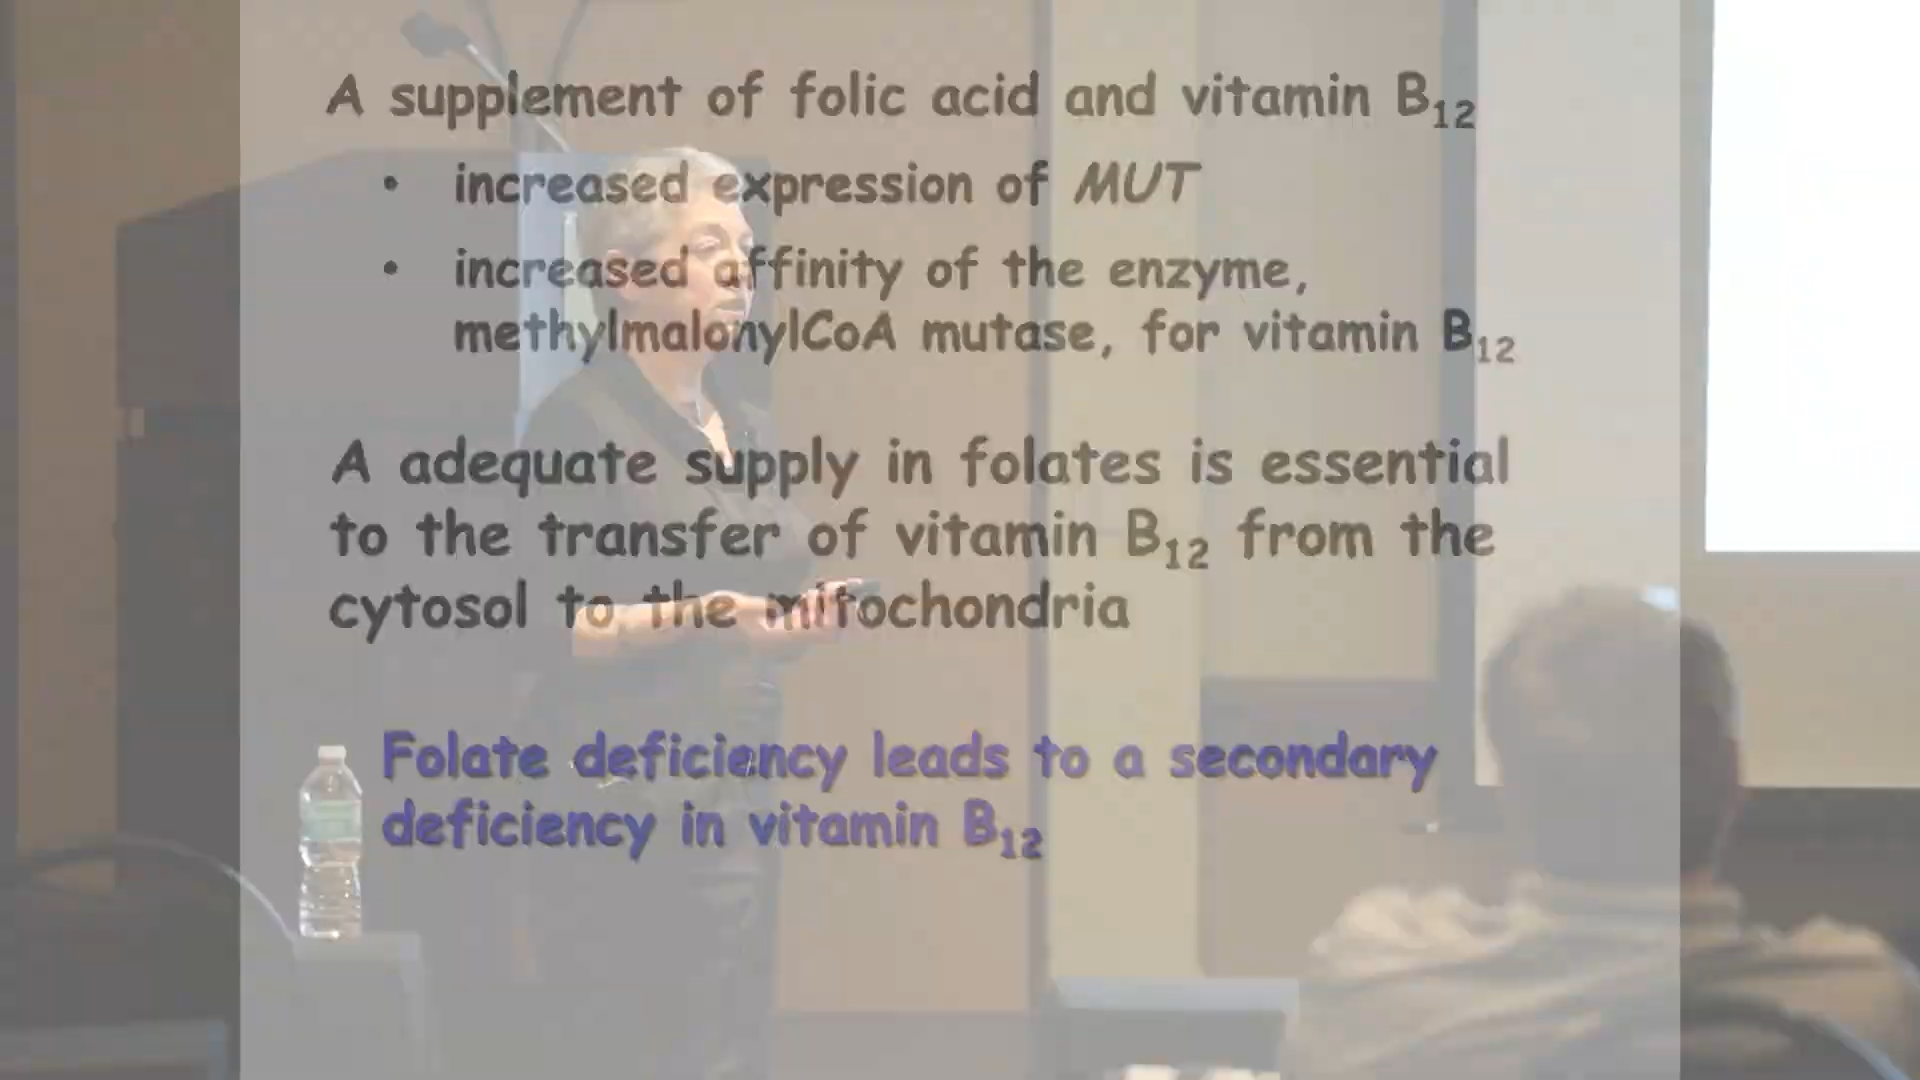 A supplement of folic acid and vitamin B₁₂
• increased expression of MUT
• increased affinity of the enzyme,
methylmalonylCoA mutase, for vitamin B₁₂
A adequate supply in folates is essential
to the transfer of vitamin B₁₂ from the
cytosol to the mitochondria
Folate deficiency leads to a secondary
deficiency in vitamin B₁₂